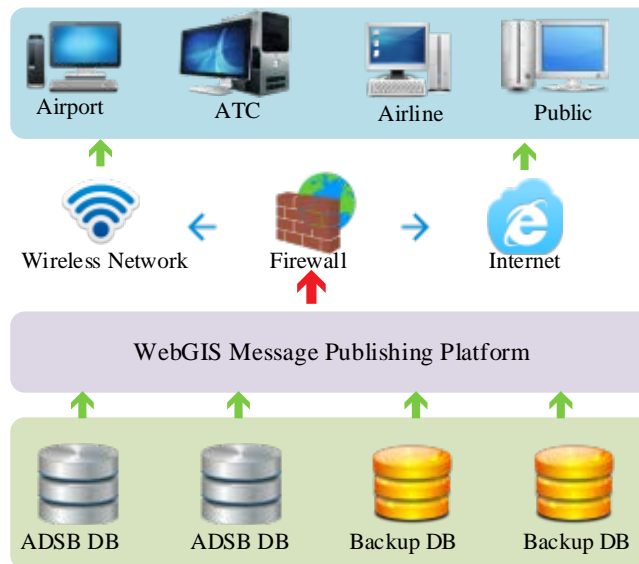 Airport
ATC
Airline
Public
Wireless Network
Firewall
Internet
WebGIS Message Publishing Platform
ADSB DB
ADSB DB
Backup DB
Backup DB